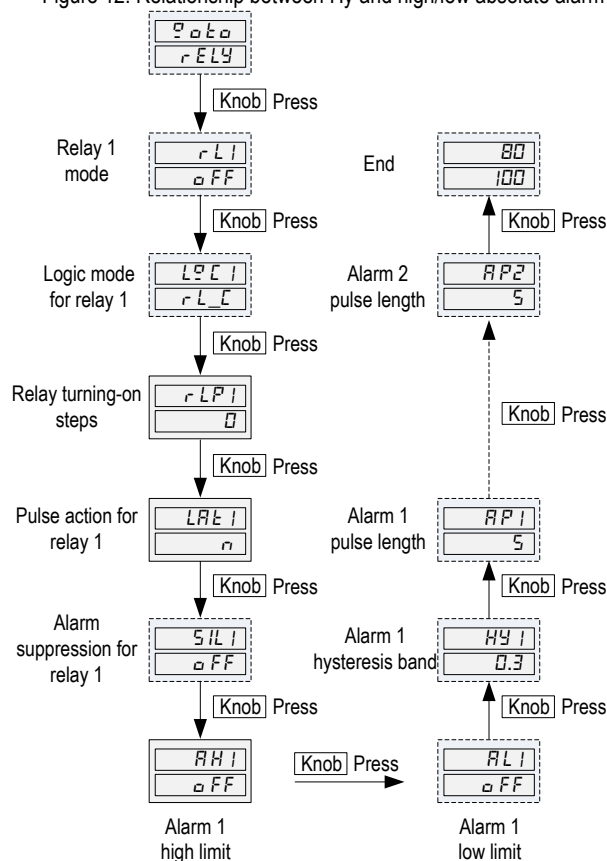 Figure 12: Relationship between Hy and high/low absolute alarm
Goto
rELY
Knob Press
Relay 1
mode
rL1
oFF
Knob Press
Logic mode
for relay 1
LGC1
rL_C
Knob Press
Relay turning-on
steps
rLP1
0
Knob Press
Pulse action for
relay 1
LAt1
n
Knob Press
Alarm
suppression for
relay 1
SIL1
oFF
Knob Press
AH1
oFF
Alarm 1
high limit
Knob Press
AL1
oFF
Alarm 1
low limit
Knob Press
Alarm 1
hysteresis band
HY1
0.3
Knob Press
Alarm 1
pulse length
AP1
5
Knob Press
Alarm 2
pulse length
AP2
5
Knob Press
End
80
100